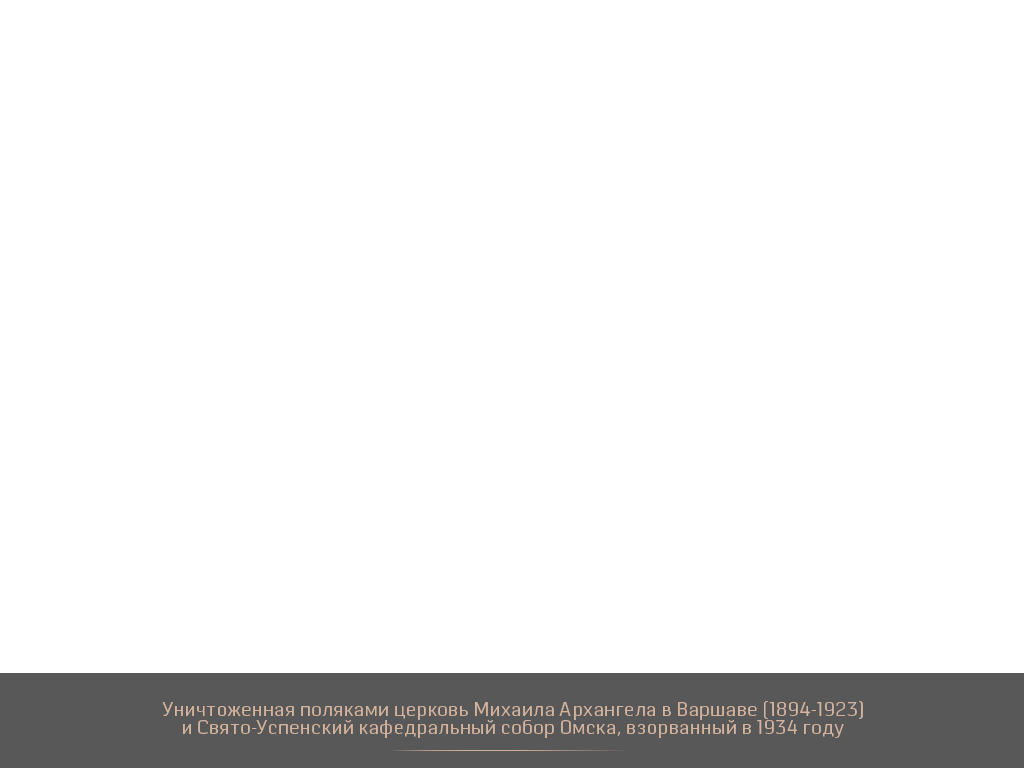 Уничтоженная поляками церковь Михаила Архангела в Варшаве (1894-1923)
и Свято-Успенский кафедральный собор Омска, взорванный в 1934 году